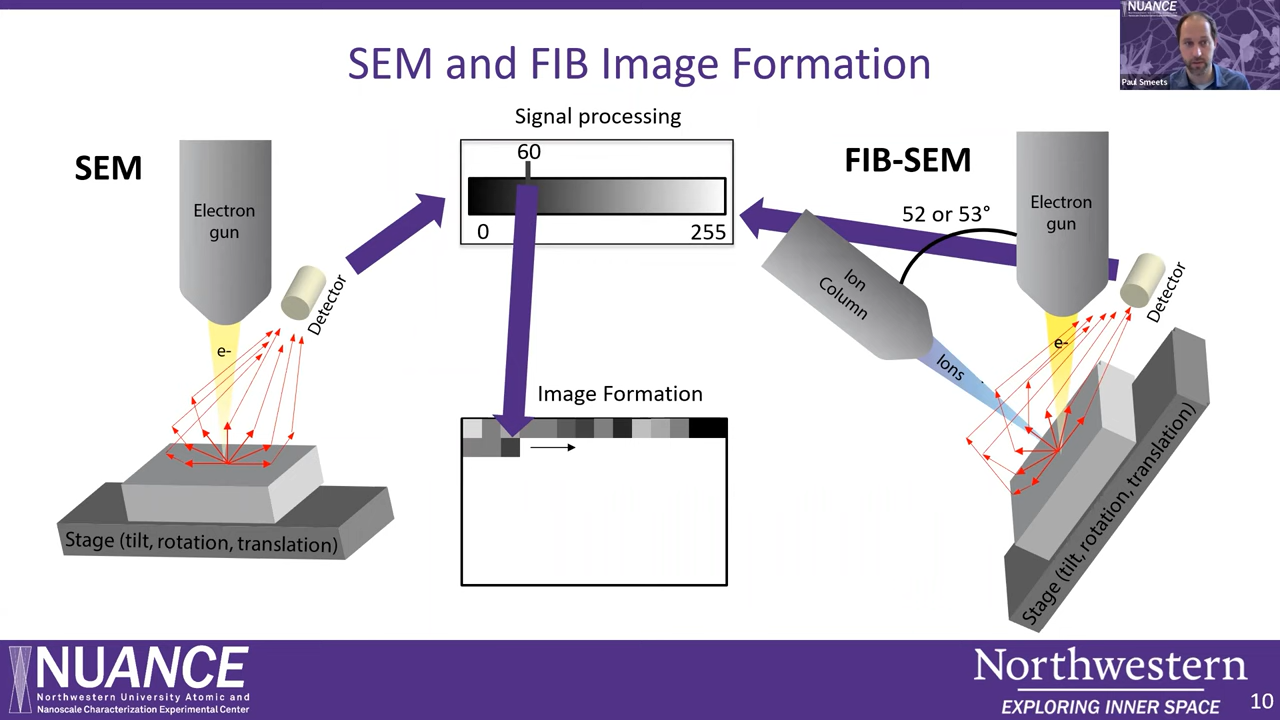 SEM and FIB Image Formation
NUANCE
Paul Smeets
Signal processing
60
0
255
SEM
Electron
gun
Detector
e-
Stage (tilt, rotation, translation)
Image Formation
FIB-SEM
52 or 53°
Electron
gun
Ion
Column
Ions
e-
Detector
Stage (tilt, rotation, translation)
NUANCE
Northwestern University Atomic and
Nanoscale Characterization Experimental Center
Northwestern
EXPLORING INNER SPACE
10